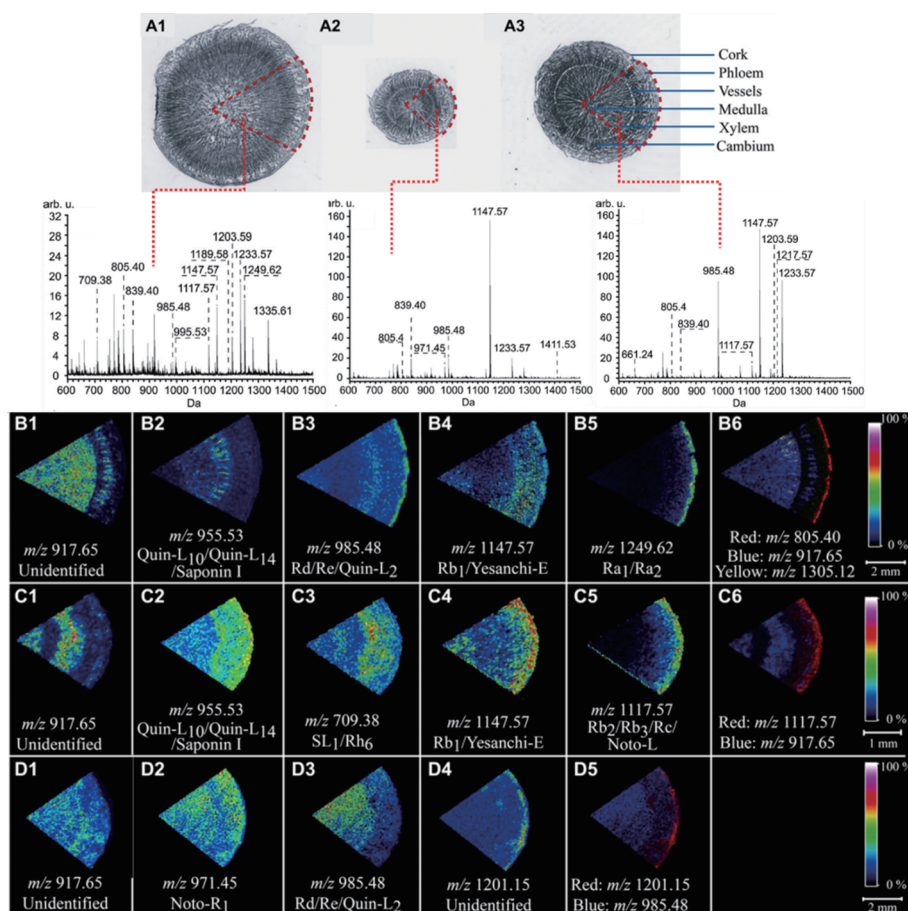 A1
A2
A3
Cork
Phloem
Vessels
Medulla
Xylem
Cambium
arb. u.
32
28
24
20
16
12
8
4
0
709.38
805.40
839.40
985.48
995.53
1117.57
1147.57
1189.58
1203.59
1233.57
1249.62
1335.61
600 700 800 900 1000 1100 1200 1300 1400 1500
Da
arb. u.
160
140
120
100
80
60
40
20
0
805.4
839.40
971.45
985.48
1147.57
1233.57
1411.53
600 700 800 900 1000 1100 1200 1300 1400 1500
Da
arb. u.
160
140
120
100
80
60
40
20
0
661.24
805.4
839.40
985.48
1117.57
1147.57
1203.59
1217.57
1233.57
600 700 800 900 1000 1100 1200 1300 1400 1500
Da
B1
m/z 917.65
Unidentified
B2
m/z 955.53
Quin-L10/Quin-L14
/Saponin I
B3
m/z 985.48
Rd/Re/Quin-L2
B4
m/z 1147.57
Rb1/Yesanchi-E
B5
m/z 1249.62
Ra1/Ra2
B6
Red: m/z 805.40
Blue: m/z 917.65
Yellow: m/z 1305.12
100 %
0 %
2 mm
C1
m/z 917.65
Unidentified
C2
m/z 955.53
Quin-L10/Quin-L14
/Saponin I
C3
m/z 709.38
SL1/Rh6
C4
m/z 1147.57
Rb1/Yesanchi-E
C5
m/z 1117.57
Rb2/Rb3/Rc/
Noto-L
C6
Red: m/z 1117.57
Blue: m/z 917.65
100 %
0 %
1 mm
D1
m/z 917.65
Unidentified
D2
m/z 971.45
Noto-R1
D3
m/z 985.48
Rd/Re/Quin-L2
D4
m/z 1201.15
Unidentified
D5
Red: m/z 1201.15
Blue: m/z 985.48
100 %
0 %
2 mm